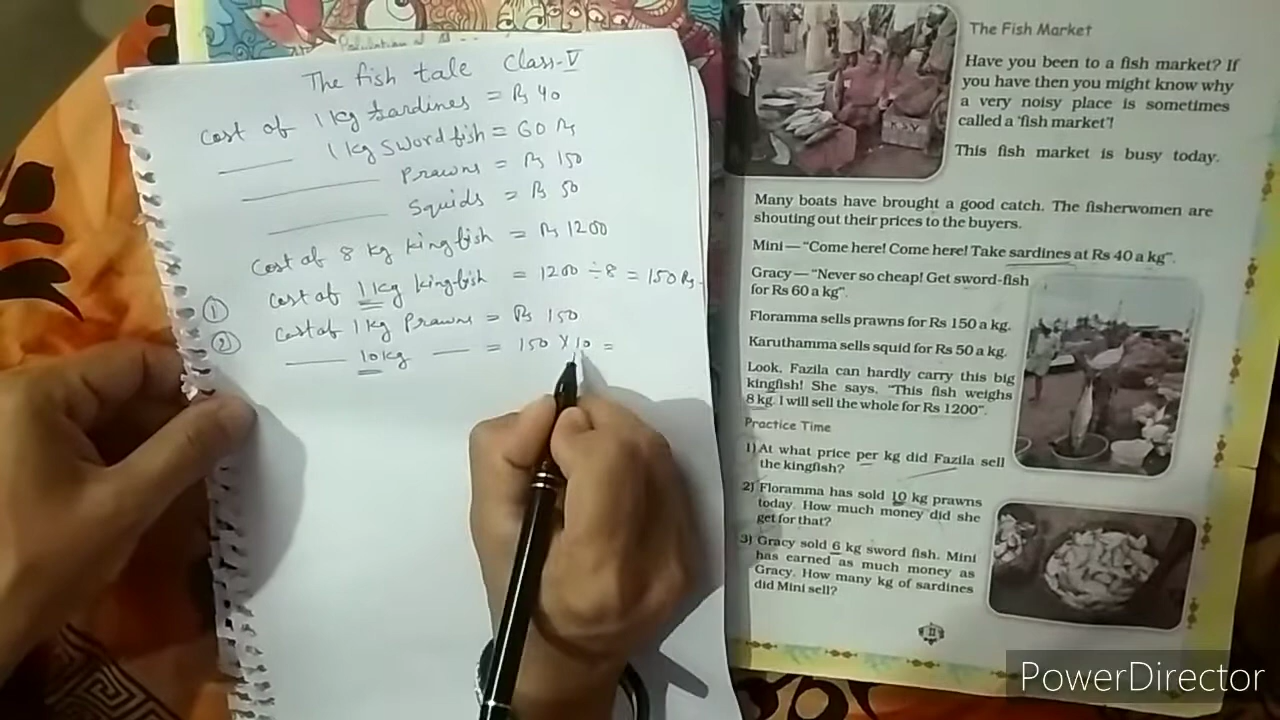 The fish tale Class-V
Cost of 1 kg sardines = Rs 40
1 kg swordfish = 60 Rs
Prawns = Rs 150
Squids = Rs 50
Cost of 8 kg kingfish = Rs 1200
① Cost of 1kg kingfish = 1200 ÷ 8 = 150 Rs.
② Cost of 1kg Prawns = Rs 150
10kg = 150 × 10 =
The Fish Market
Have you been to a fish market? If
you have then you might know why
a very noisy place is sometimes
called a 'fish market'!
This fish market is busy today.
Many boats have brought a good catch. The fisherwomen are
shouting out their prices to the buyers.
Mini — "Come here! Come here! Take sardines at Rs 40 a kg".
Gracy — "Never so cheap! Get sword-fish
for Rs 60 a kg".
Floramma sells prawns for Rs 150 a kg.
Karuthamma sells squid for Rs 50 a kg.
Look, Fazila can hardly carry this big
kingfish! She says, "This fish weighs
8 kg. I will sell the whole for Rs 1200".
Practice Time
1) At what price per kg did Fazila sell
the kingfish?
2) Floramma has sold 10 kg prawns
today. How much money did she
get for that?
3) Gracy sold 6 kg sword fish. Mini
has earned as much money as
Gracy. How many kg of sardines
did Mini sell?
PowerDirector